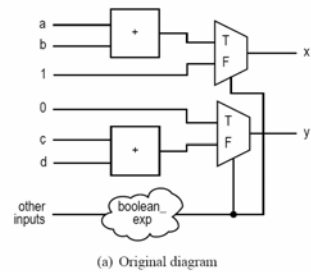 a
b
+
T
F
x
1
0
T
F
y
c
d
+
other
inputs
boolean_
exp
(a) Original diagram